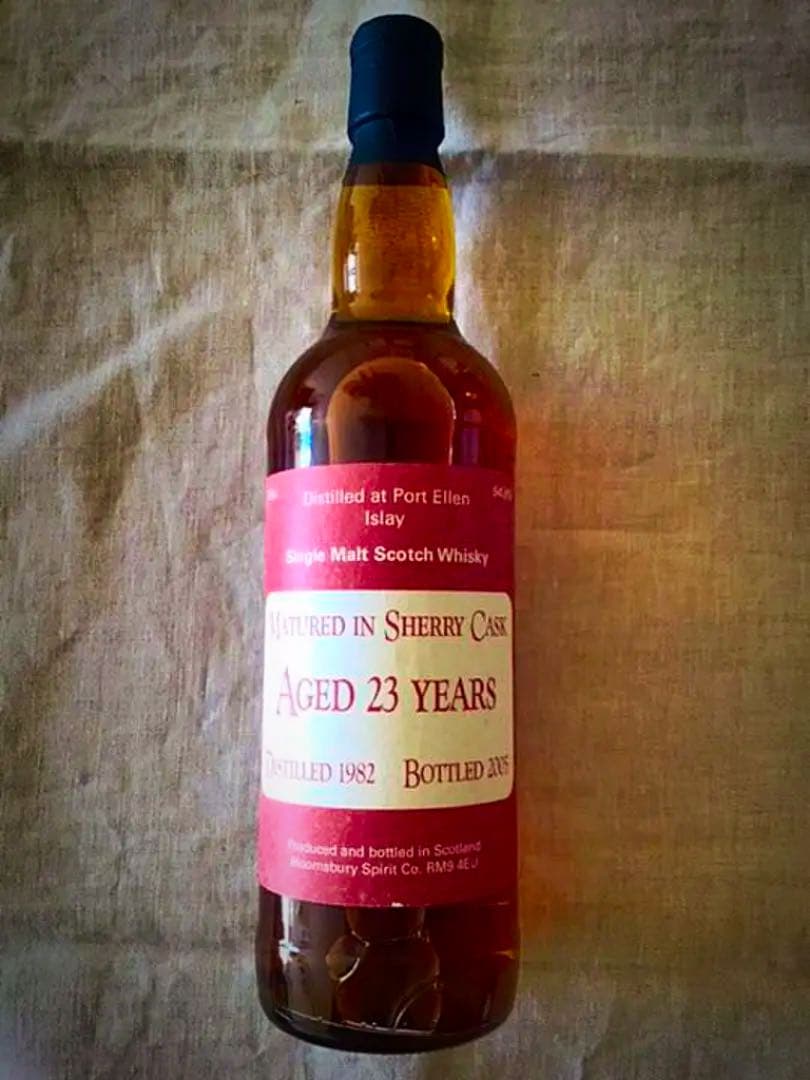 Distilled at Port Ellen
Islay
Single Malt Scotch Whisky
Matured in Sherry Cask
Aged 23 years
Distilled 1982 Bottled 2005
Produced and bottled in Scotland
Bloomsbury Spirit Co. RM9 4EJ